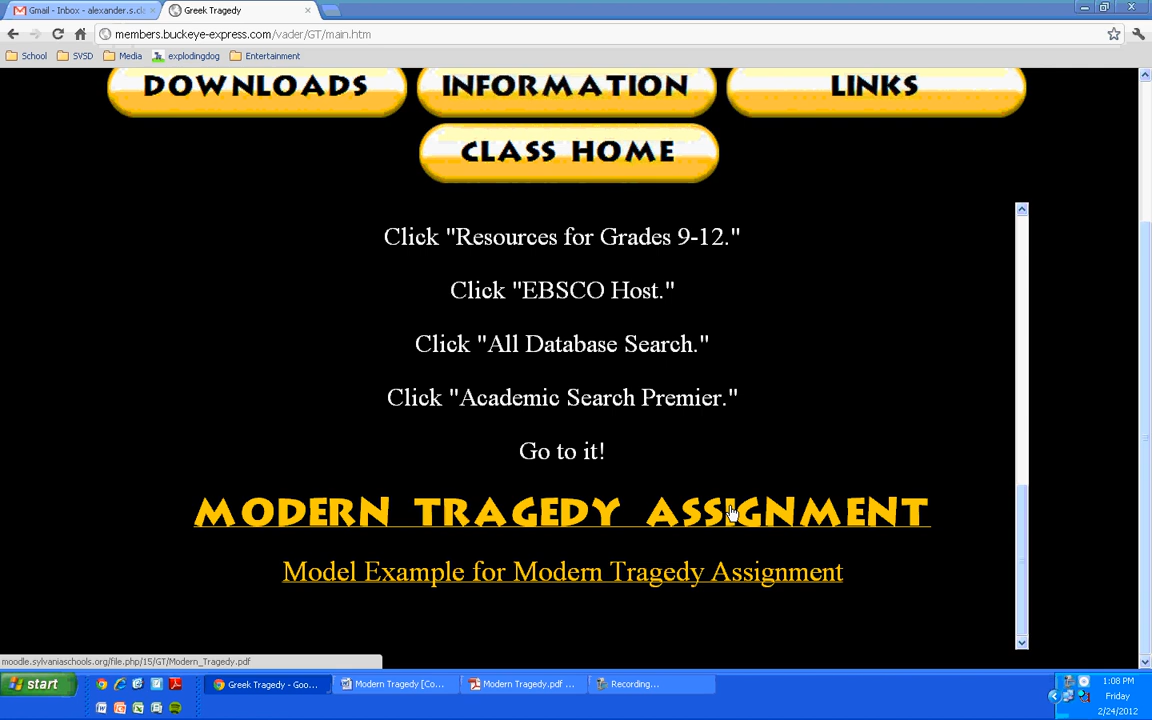 Gmail - Inbox - alexander.s.cl
Greek Tragedy
members.buckeye-express.com/vader/GT/main.htm
School SVSD Media explodingdog Entertainment
DOWNLOADS INFORMATION LINKS
CLASS HOME
Click "Resources for Grades 9-12."
Click "EBSCO Host."
Click "All Database Search."
Click "Academic Search Premier."
Go to it!
MODERN TRAGEDY ASSIGNMENT
Model Example for Modern Tragedy Assignment
moodle.sylvaniaschools.org/file.php/15/GT/Modern_Tragedy.pdf
start
Greek Tragedy - Goo...
Modern Tragedy [Co...
Modern Tragedy.pdf ...
Recording...
1:08 PM
Friday
2/24/2012